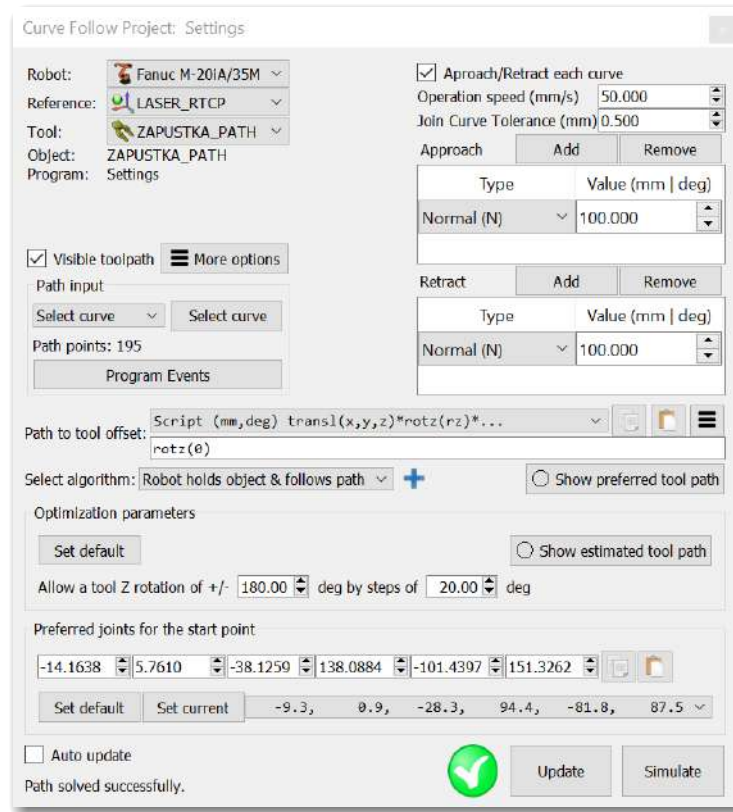 Curve Follow Project: Settings
Robot: Fanuc M-20iA/35M
Reference: LASER_RTCP
Tool: ZAPUSTKA_PATH
Object: ZAPUSTKA_PATH
Program: Settings
Visible toolpath More options
Path input
Select curve Select curve
Path points: 195
Program Events
Aproach/Retract each curve
Operation speed (mm/s) 50.000
Join Curve Tolerance (mm) 0.500
Approach Add Remove
Type Value (mm | deg)
Normal (N) 100.000
Retract Add Remove
Type Value (mm | deg)
Normal (N) 100.000
Path to tool offset: Script (mm,deg) transl(x,y,z)*rotz(rz)*...
rotz(0)
Select algorithm: Robot holds object & follows path Show preferred tool path
Optimization parameters
Set default Show estimated tool path
Allow a tool Z rotation of +/- 180.00 deg by steps of 20.00 deg
Preferred joints for the start point
-14.1638 5.7610 -38.1259 138.0884 -101.4397 151.3262
Set default Set current -9.3, 0.9, -28.3, 94.4, -81.8, 87.5
Auto update
Path solved successfully.
Update Simulate